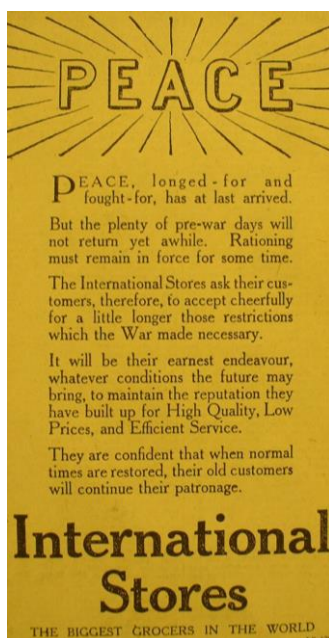 PEACE
PEACE, longed-for and
fought-for, has at last arrived.
But the plenty of pre-war days will
not return yet awhile. Rationing
must remain in force for some time.
The International Stores ask their cus-
tomers, therefore, to accept cheerfully
for a little longer those restrictions
which the War made necessary.
It will be their earnest endeavour,
whatever conditions the future may
bring, to maintain the reputation they
have built up for High Quality, Low
Prices, and Efficient Service.
They are confident that when normal
times are restored, their old customers
will continue their patronage.
International
Stores
THE BIGGEST GROCERS IN THE WORLD